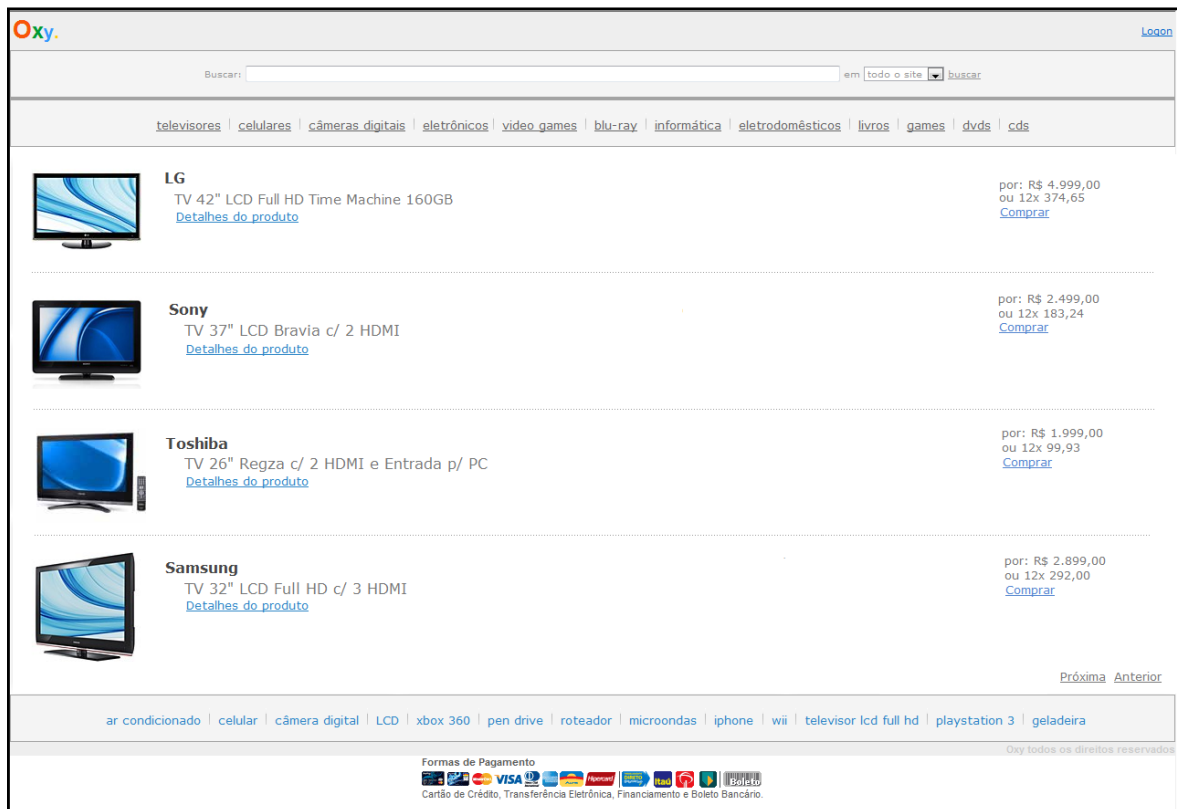 Oxy.
Logon
Buscar: em todo o site buscar
televisores celulares câmeras digitais eletrônicos video games blu-ray informática eletrodomêsticos livros games dvds cds
LG
TV 42" LCD Full HD Time Machine 160GB
Detalhes do produto
por: R$ 4.999,00
ou 12x 374,65
Comprar
Sony
TV 37" LCD Bravia c/ 2 HDMI
Detalhes do produto
por: R$ 2.499,00
ou 12x 183,24
Comprar
Toshiba
TV 26" Regza c/ 2 HDMI e Entrada p/ PC
Detalhes do produto
por: R$ 1.999,00
ou 12x 99,93
Comprar
Samsung
TV 32" LCD Full HD c/ 3 HDMI
Detalhes do produto
por: R$ 2.899,00
ou 12x 292,00
Comprar
Próxima Anterior
ar condicionado celular câmera digital LCD xbox 360 pen drive roteador microondas iphone wii televisor lcd full hd playstation 3 geladeira
Oxy todos os direitos reservados
Formas de Pagamento
VISA Hipercard Itaú Boleto
Cartão de Crédito, Transferência Eletrônica, Financiamento e Boleto Bancário.